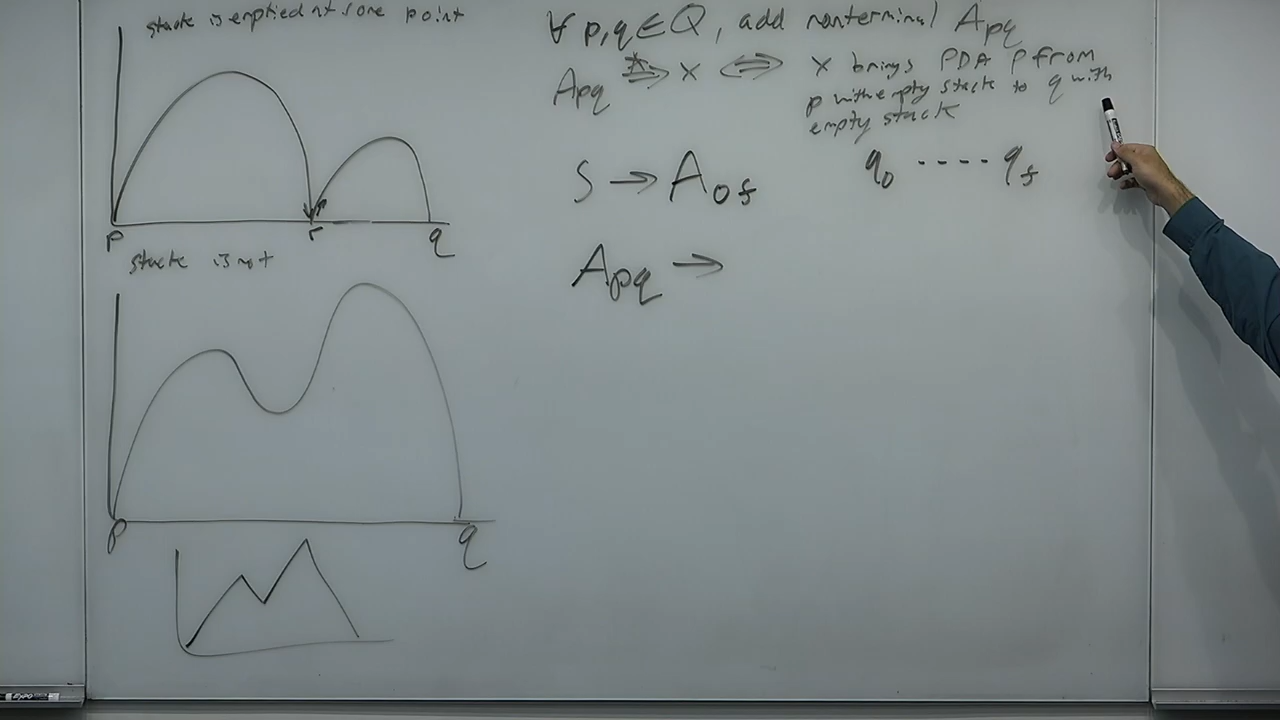 stack is emptied at some point
p r q
stack is not
p q
∀ p,q ∈ Q, add nonterminal Apq
Apq *⇒ x ⇔ x brings PDA P from
p with empty stack to q with
empty stack
S → A0f
q0 ---- qf
Apq →
EXPO